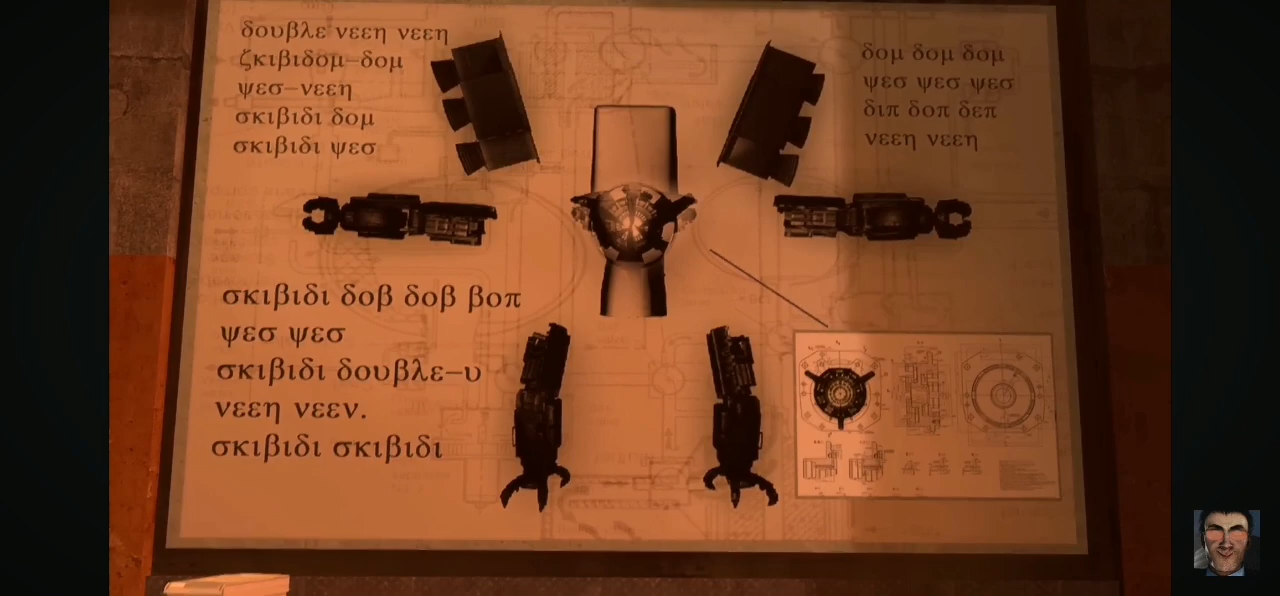 δουβλε νεεη νεεη
ζκιβιδομ-δομ
ψεσ-νεεη
σκιβιδι δομ
σκιβιδι ψεσ
δομ δομ δομ
ψεσ ψεσ ψεσ
διπ δοπ δεπ
νεεη νεεη
σκιβιδι δοβ δοβ βοπ
ψεσ ψεσ
σκιβιδι δουβλε-υ
νεεη νεεν.
σκιβιδι σκιβιδι